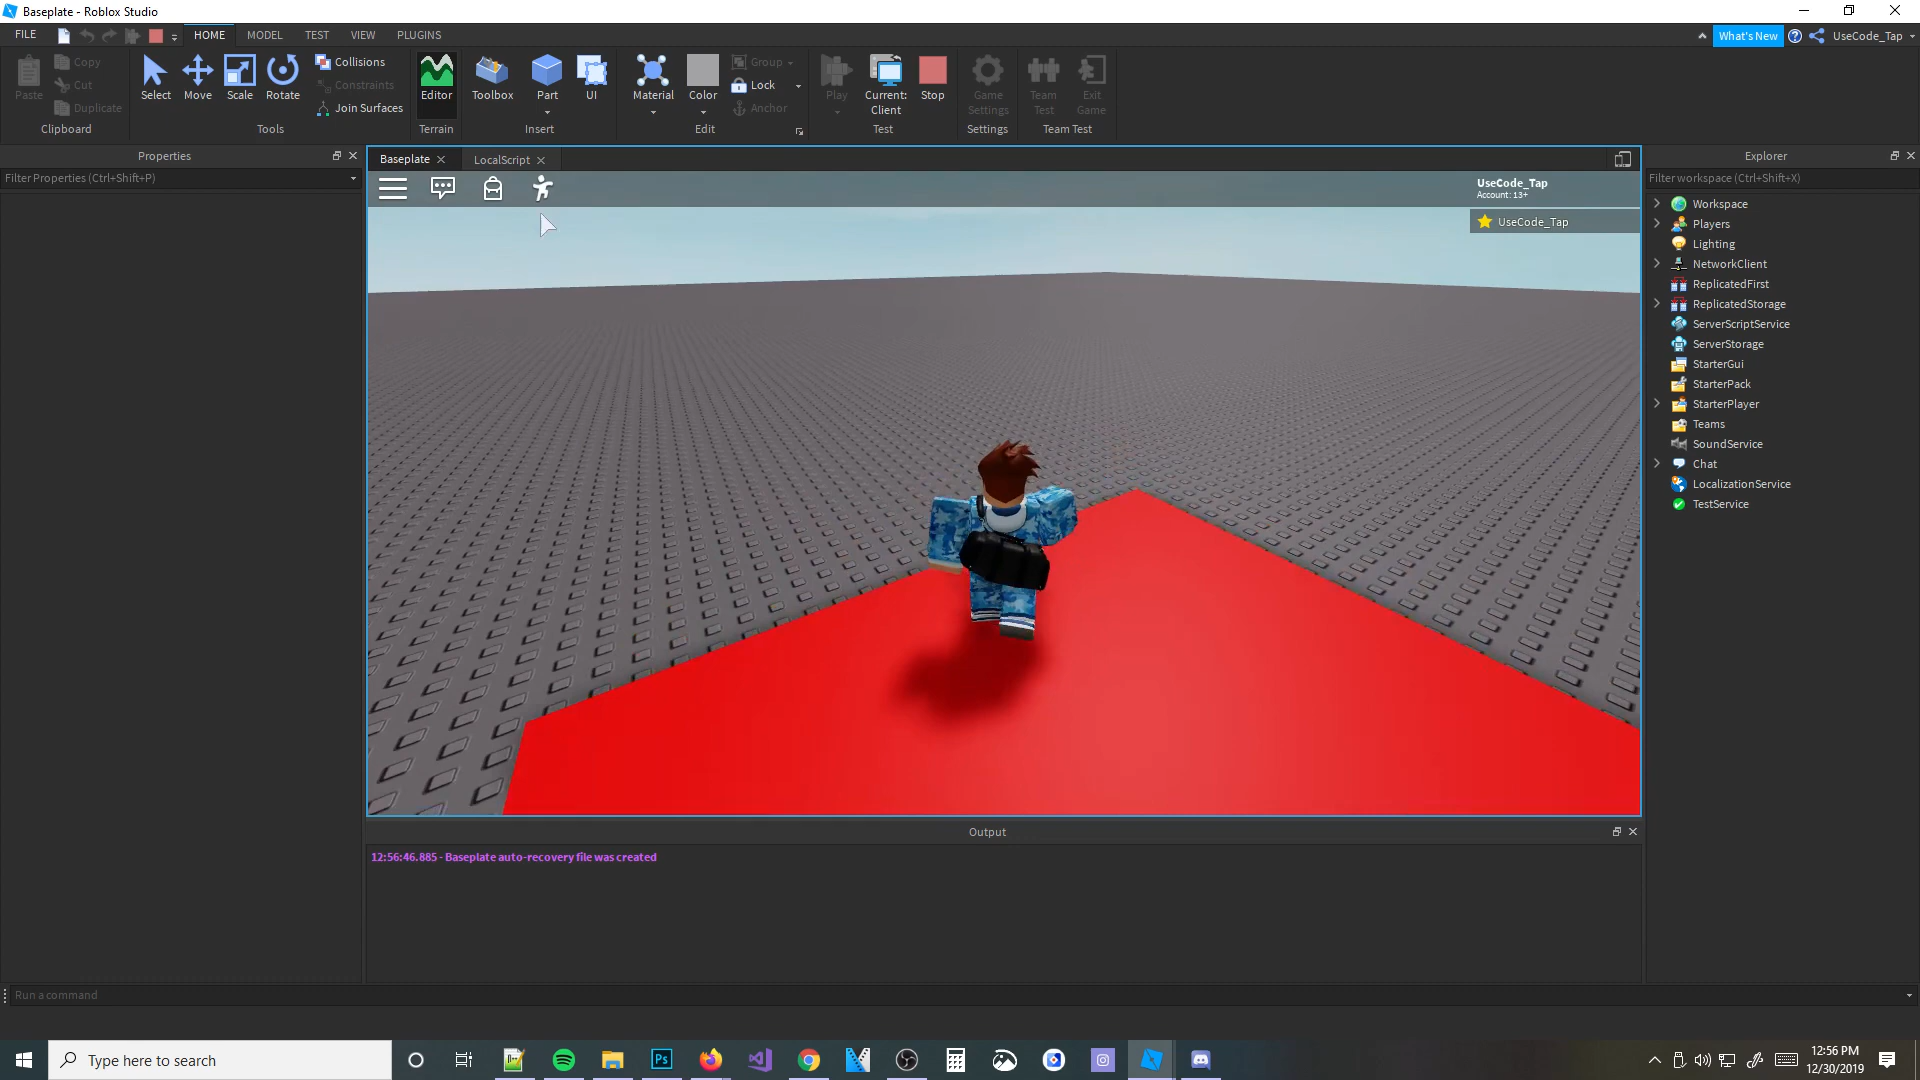 Baseplate - Roblox Studio
FILE HOME MODEL TEST VIEW PLUGINS What's New UseCode_Tap
Paste Copy Cut Duplicate
Clipboard
Select Move Scale Rotate
Collisions
Constraints
Join Surfaces
Tools
Editor
Terrain
Toolbox Part UI
Insert
Material Color
Group
Lock
Anchor
Edit
Play Current: Client Stop
Test
Game Settings
Settings
Team Test Exit Game
Team Test
Properties
Filter Properties (Ctrl+Shift+P)
Baseplate LocalScript
UseCode_Tap
Account: 13+
UseCode_Tap
Explorer
Filter workspace (Ctrl+Shift+X)
Workspace
Players
Lighting
NetworkClient
ReplicatedFirst
ReplicatedStorage
ServerScriptService
ServerStorage
StarterGui
StarterPack
StarterPlayer
Teams
SoundService
Chat
LocalizationService
TestService
Output
12:56:46.885 - Baseplate auto-recovery file was created
Run a command
Type here to search
Ps
12:56 PM
12/30/2019